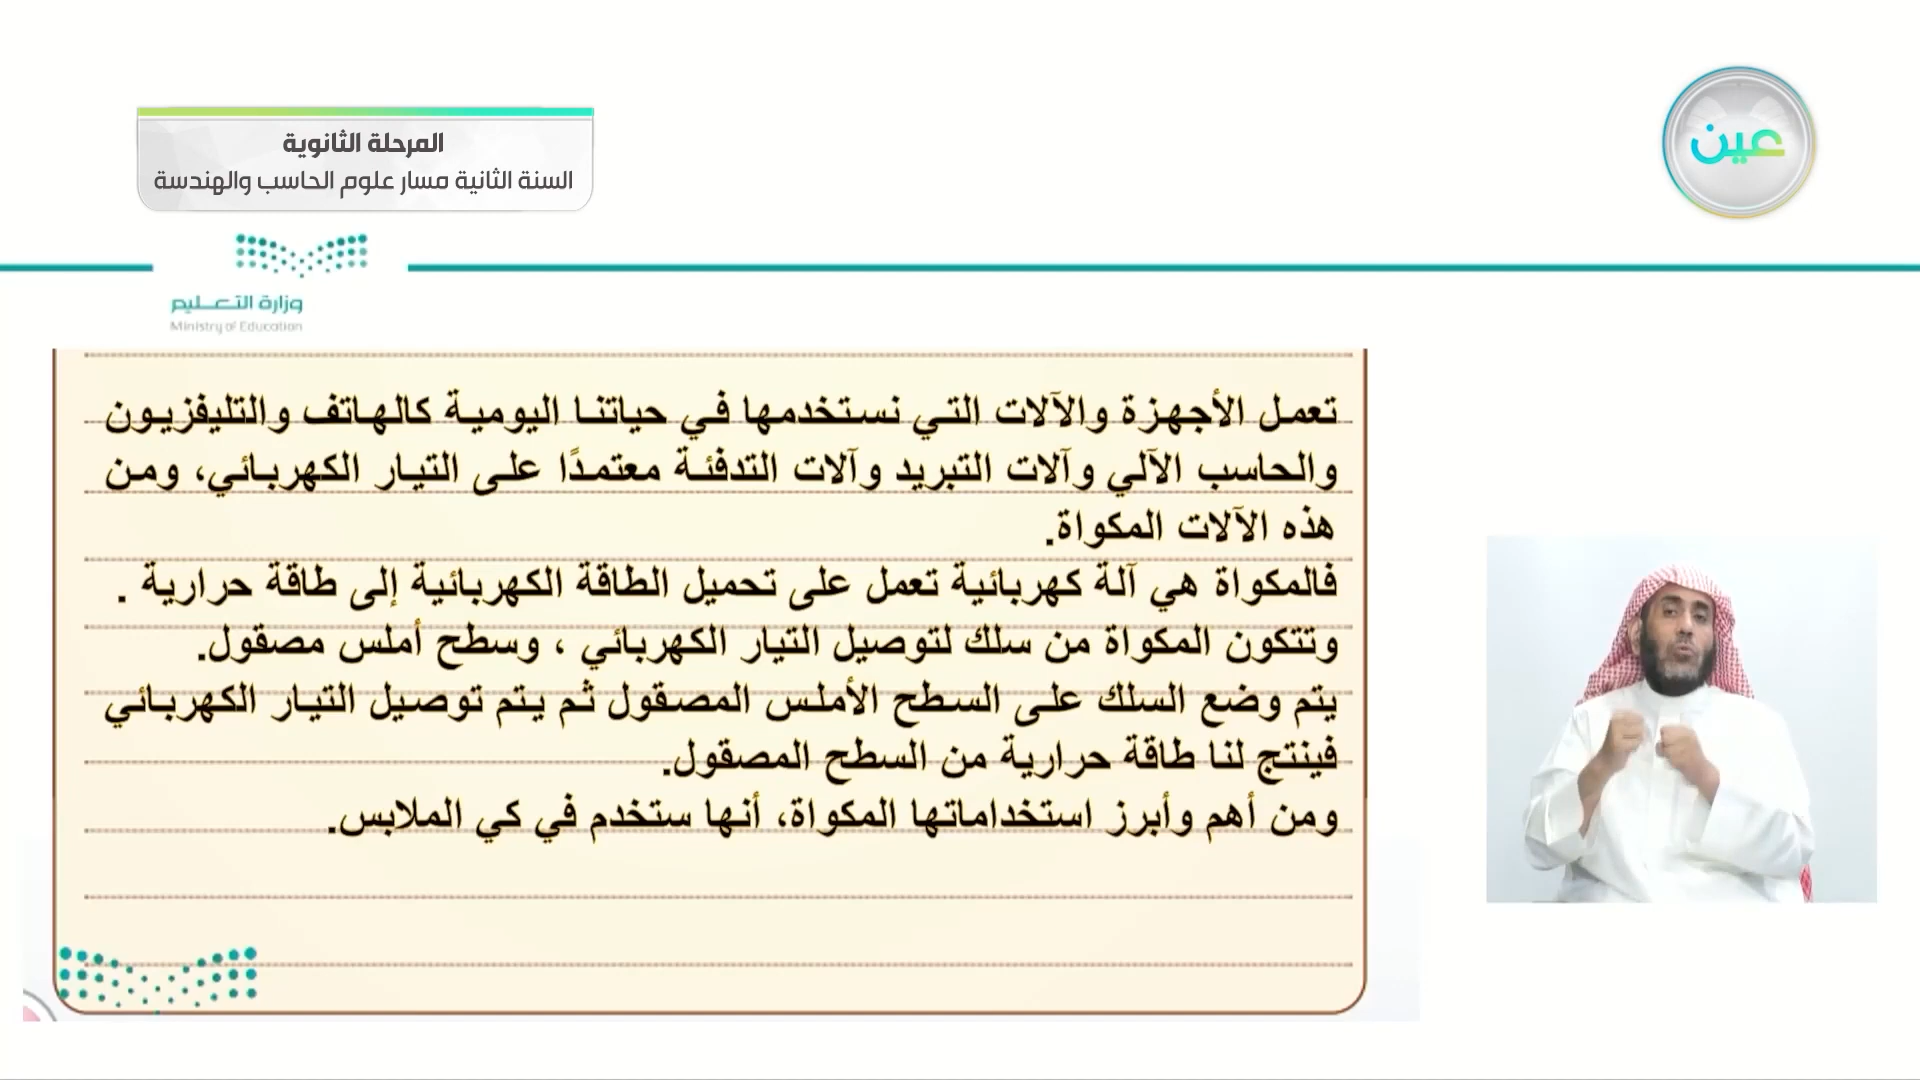 المرحلة الثانوية
السنة الثانية مسار علوم الحاسب والهندسة
عين
وزارة التعليم
Ministry of Education
تعمل الأجهزة والآلات التي نستخدمها في حياتنا اليومية كالهاتف والتليفزيون
والحاسب الآلي وآلات التبريد وآلات التدفئة معتمدًا على التيار الكهربائي، ومن
هذه الآلات المكواة.
فالمكواة هي آلة كهربائية تعمل على تحميل الطاقة الكهربائية إلى طاقة حرارية .
وتتكون المكواة من سلك لتوصيل التيار الكهربائي ، وسطح أملس مصقول.
يتم وضع السلك على السطح الأملس المصقول ثم يتم توصيل التيار الكهربائي
فينتج لنا طاقة حرارية من السطح المصقول.
ومن أهم وأبرز استخداماتها المكواة، أنها ستخدم في كي الملابس.